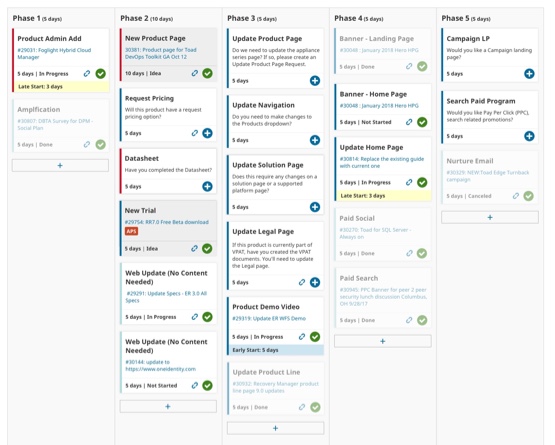 Phase 1 (5 days)
Product Admin Add
#29031: Foglight Hybrid Cloud
Manager
5 days | In Progress
Late Start: 3 days
Amplification
#30807: DBTA Survey for DPM -
Social Plan
5 days | Done
+
Phase 2 (10 days)
New Product Page
30381: Product page for Toad
DevOps Toolkit GA Oct 12
10 days | Idea
Request Pricing
Will this product have a request
pricing option?
5 days
Datasheet
Have you completed the Datasheet?
5 days
New Trial
#29754: RR7.0 Free Beta download
APS
5 days | Idea
Web Update (No Content
Needed)
#29291: Update Specs - ER 3.0 All
Specs
5 days | In Progress
Web Update (No Content
Needed)
#30144: update to
https://www.oneidentity.com
5 days | Not Started
+
Phase 3 (5 days)
Update Product Page
Do we need to update the appliance
series page? If so, please create an
Update Product Page Request.
5 days
Update Navigation
Do you need to make changes to
the Products dropdown?
5 days
Update Solution Page
Does this require any changes on a
solution page or a supported
platform page?
5 days
Update Legal Page
If this product is currently part of
VPAT, have you created the VPAT
documents. You'll need to update
the Legal page.
5 days
Product Demo Video
#29319: Update ER WFS Demo
5 days | In Progress
Early Start: 5 days
Update Product Line
#30932: Recovery Manager product
line page 9.0 updates
5 days | Done
+
Phase 4 (5 days)
Banner - Landing Page
#30048 : January 2018 Hero HPG
5 days | Done
Banner - Home Page
#30048 : January 2018 Hero HPG
5 days | Not Started
Update Home Page
#30814: Replace the existing guide
with current one
5 days | In Progress
Late Start: 3 days
Paid Social
#30270: Toad for SQL Server -
Always on
5 days | Done
Paid Search
#30945: PPC Banner for peer 2 peer
security lunch discussion Columbus,
OH 9/28/17
5 days | Done
+
Phase 5 (5 days)
Campaign LP
Would you like a Campaign landing
page?
5 days
Search Paid Program
Would you like Pay Per Click (PPC),
search related promotions?
5 days
Nurture Email
#30329: NEW:Toad Edge Turnback
campaign
5 days | Canceled
+